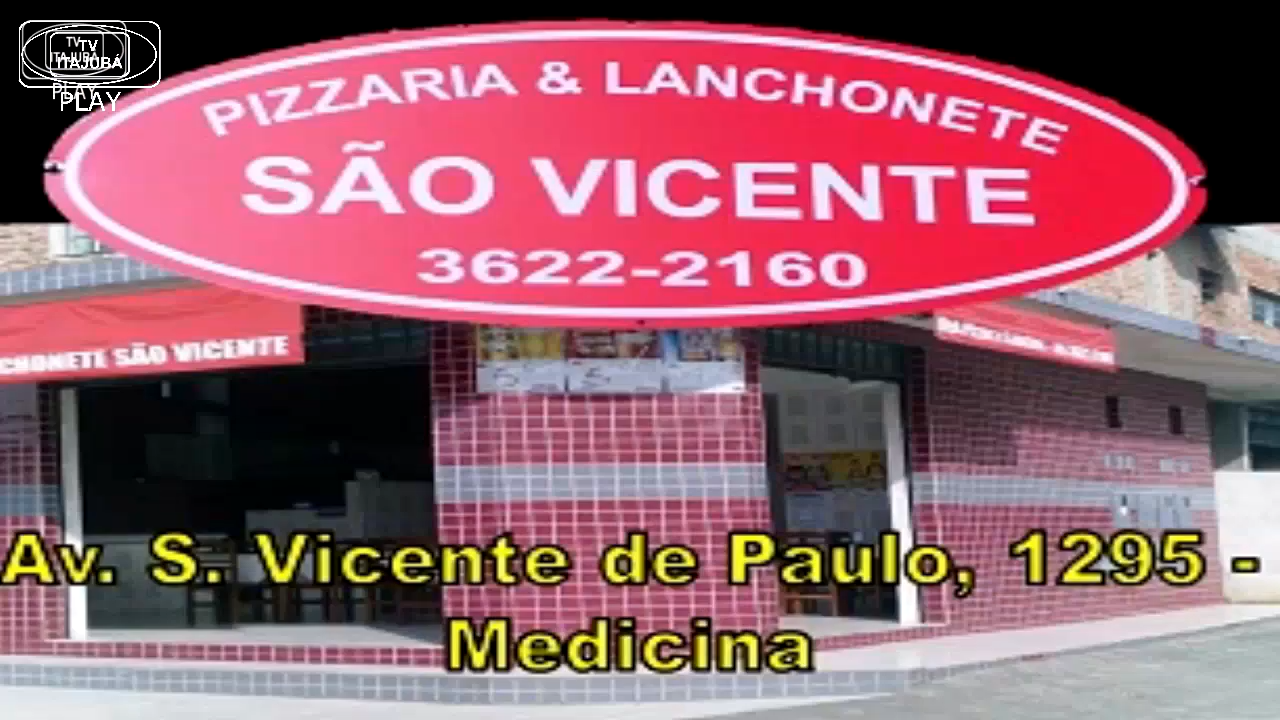 TV
ITAJUBÁ
PLAY
PIZZARIA & LANCHONETE
SÃO VICENTE
3622-2160
CHONETE SÃO VICENTE
Av. S. Vicente de Paulo, 1295 -
Medicina